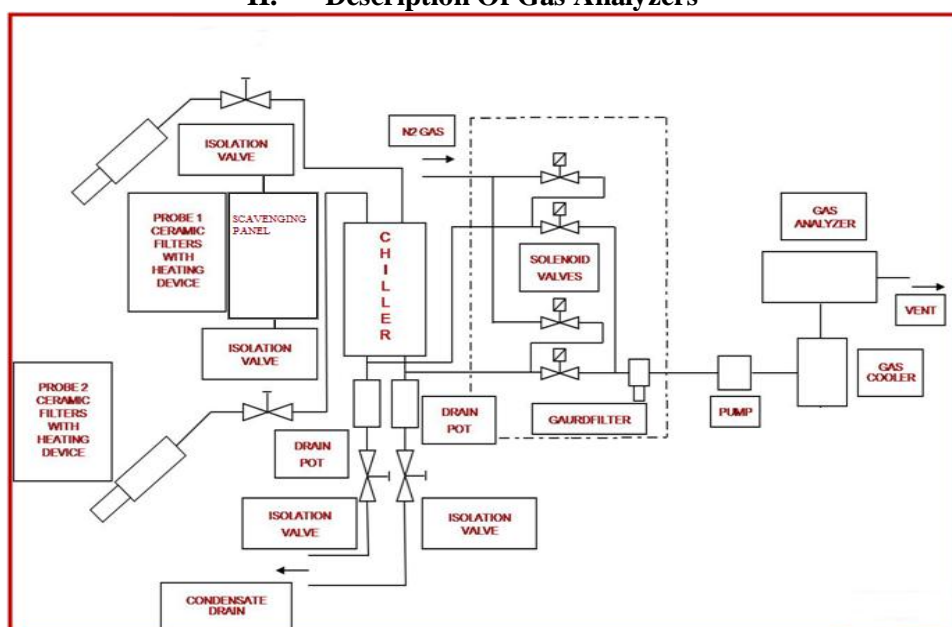 II. Description Of Gas Analyzers
ISOLATION
VALVE
N2 GAS
PROBE 1
CERAMIC
FILTERS
WITH
HEATING
DEVICE
SCAVENGING
PANEL
CHILLER
SOLENOID
VALVES
GAS
ANALYZER
VENT
ISOLATION
VALVE
GAS
COOLER
PROBE 2
CERAMIC
FILTERS
WITH
HEATING
DEVICE
DRAIN
POT
DRAIN
POT
GAURDFILTER
PUMP
ISOLATION
VALVE
ISOLATION
VALVE
CONDENSATE
DRAIN